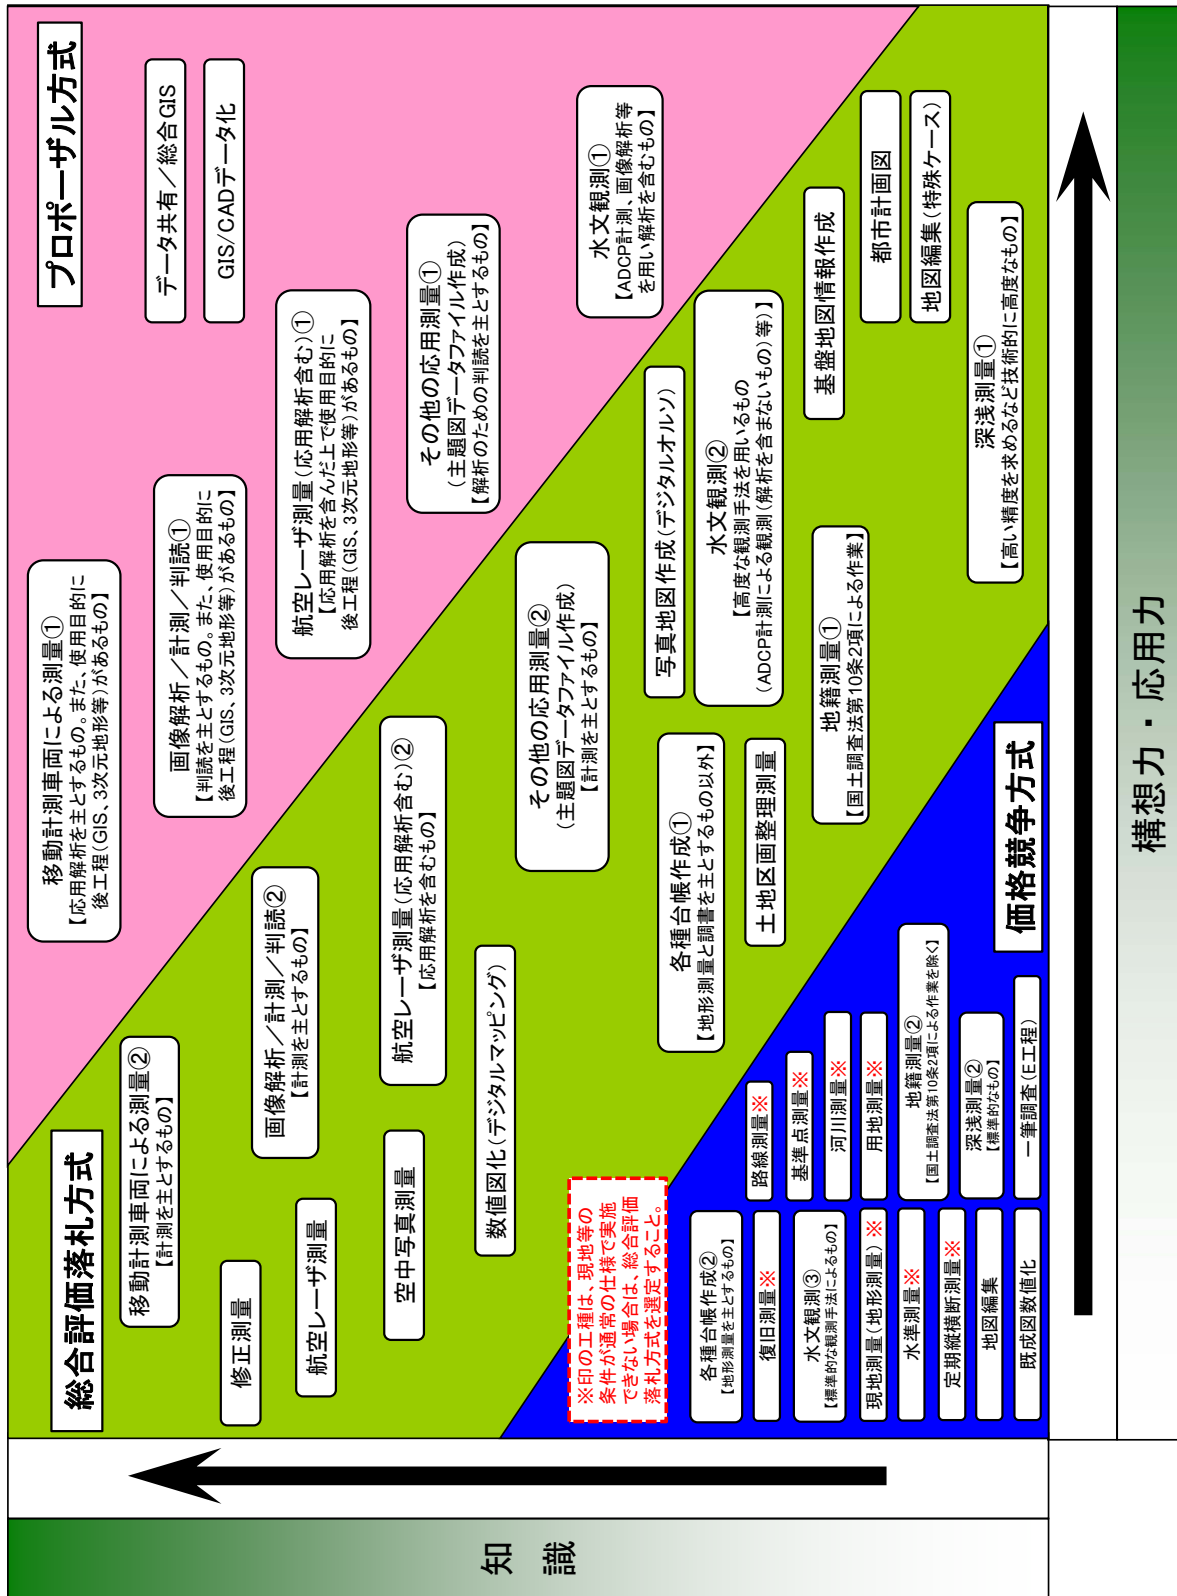 プロポーザル方式
データ共有／総合GIS
GIS/CADデータ化
移動計測車両による測量①
【応用解析を主とするもの。また、使用目的に
後工程(GIS、3次元地形等)があるもの】
画像解析／計測／判読①
【判読を主とするもの。また、使用目的に
後工程(GIS、3次元地形等)があるもの】
航空レーザ測量(応用解析含む)①
【応用解析を含んだ上で使用目的に
後工程(GIS、3次元地形等)があるもの】
その他の応用測量①
(主題図データファイル作成)
【解析のための判読を主とするもの】
水文観測①
【ADCP計測、画像解析等
を用い解析を含むもの】
総合評価落札方式
移動計測車両による測量②
【計測を主とするもの】
修正測量
画像解析／計測／判読②
【計測を主とするもの】
航空レーザ測量
航空レーザ測量(応用解析含む)②
【応用解析を含むもの】
空中写真測量
数値図化(デジタルマッピング)
その他の応用測量②
(主題図データファイル作成)
【計測を主とするもの】
写真地図作成(デジタルオルソ)
水文観測②
【高度な観測手法を用いるもの
(ADCP計測による観測(解析を含まないもの)等)】
各種台帳作成①
【地形測量と調書を主とするもの以外】
土地区画整理測量
基盤地図情報作成
都市計画図
地図編集(特殊ケース)
地籍測量①
【国土調査法第10条2項による作業】
深浅測量①
【高い精度を求めるなど技術的に高度なもの】
※印の工種は、現地等の
条件が通常の仕様で実施
できない場合は、総合評価
落札方式を選定すること。
価格競争方式
各種台帳作成②
【地形測量を主とするもの】
復旧測量※
水文観測③
【標準的な観測手法によるもの】
現地測量(地形測量)※
水準測量※
定期縦横断測量※
地図編集
既成図数値化
路線測量※
基準点測量※
河川測量※
用地測量※
地籍測量②
【国土調査法第10条2項による作業を除く】
深浅測量②
【標準的なもの】
一筆調査(E工程)
知　識
構想力・応用力